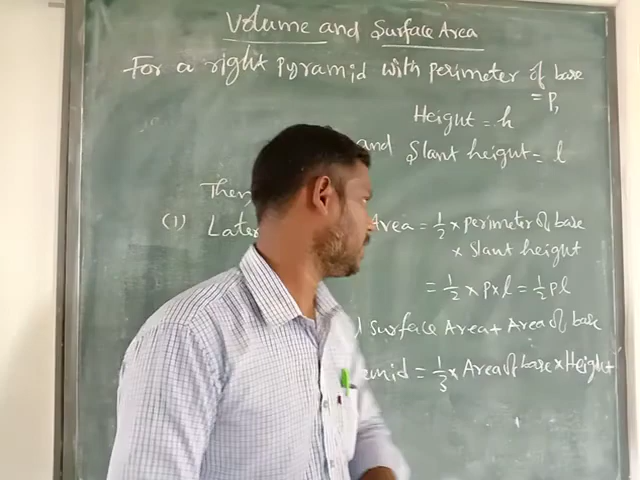 Volume and Surface Area
For a right pyramid with perimeter of base
= P,
Height = h
and Slant height = l
Then
(1) Later Area = 1/2 × perimeter of base
× slant height
= 1/2 × P × l = 1/2 Pl
l surface Area + Area of base
amid = 1/3 × Area of base × Height